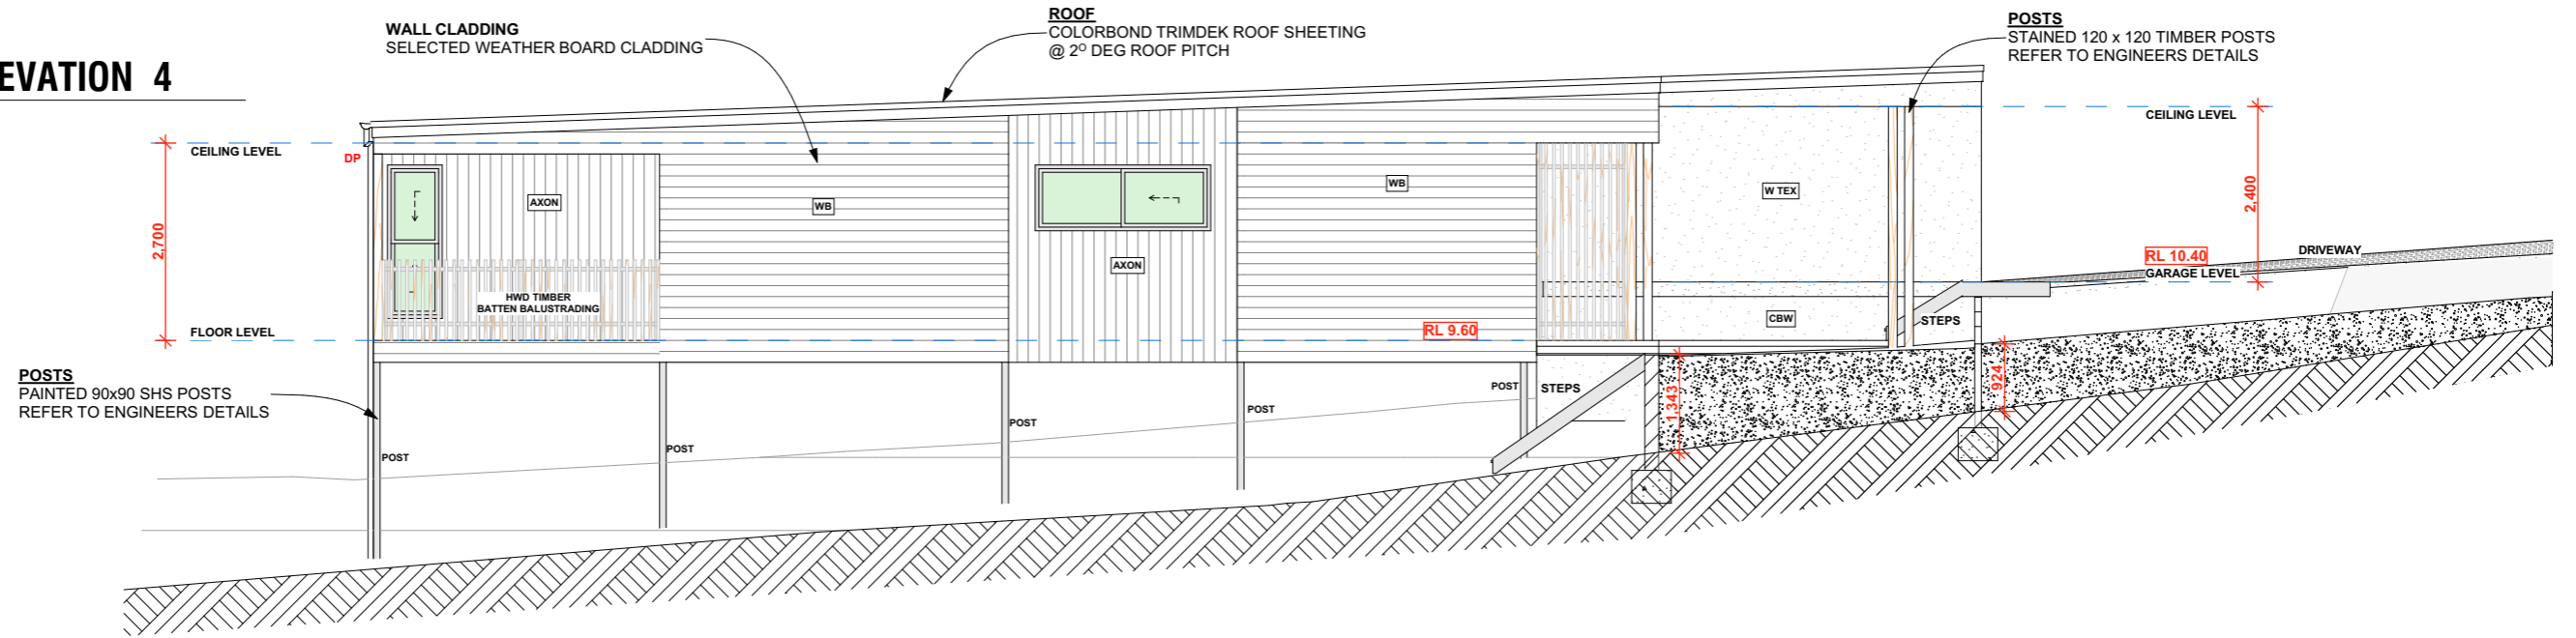 EVATION 4
WALL CLADDING
SELECTED WEATHER BOARD CLADDING
ROOF
COLORBOND TRIMDEK ROOF SHEETING
@ 2º DEG ROOF PITCH
POSTS
STAINED 120 x 120 TIMBER POSTS
REFER TO ENGINEERS DETAILS
CEILING LEVEL
CEILING LEVEL
DP
2,700
AXON
WB
WB
W TEX
2,400
AXON
HWD TIMBER
BATTEN BALUSTRADING
RL 10.40
DRIVEWAY
GARAGE LEVEL
FLOOR LEVEL
RL 9.60
CBW
STEPS
POSTS
PAINTED 90x90 SHS POSTS
REFER TO ENGINEERS DETAILS
POST
POST
POST
POST
POST
STEPS
1,343
924